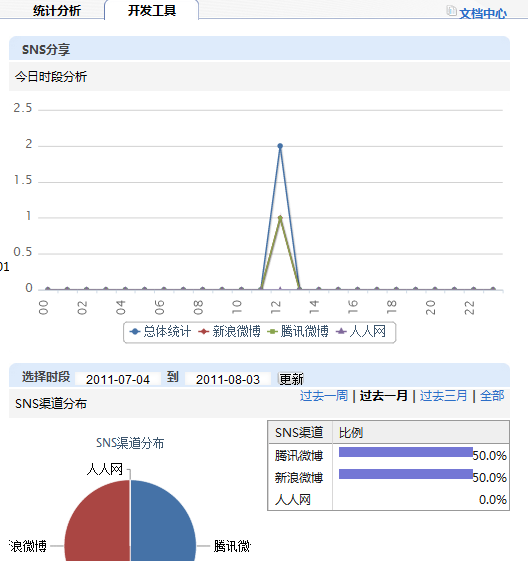 统计分析 开发工具 文档中心
SNS分享
今日时段分析
2.5
2
1.5
1
0.5
01
0
00 02 04 06 08 10 12 14 16 18 20 22
总体统计 新浪微博 腾讯微博 人人网
选择时段 2011-07-04 到 2011-08-03 更新
过去一周 | 过去一月 | 过去三月 | 全部
SNS渠道分布
SNS渠道分布
SNS渠道 比例
腾讯微博 50.0%
新浪微博 50.0%
人人网 0.0%
人人网
浪微博 腾讯微